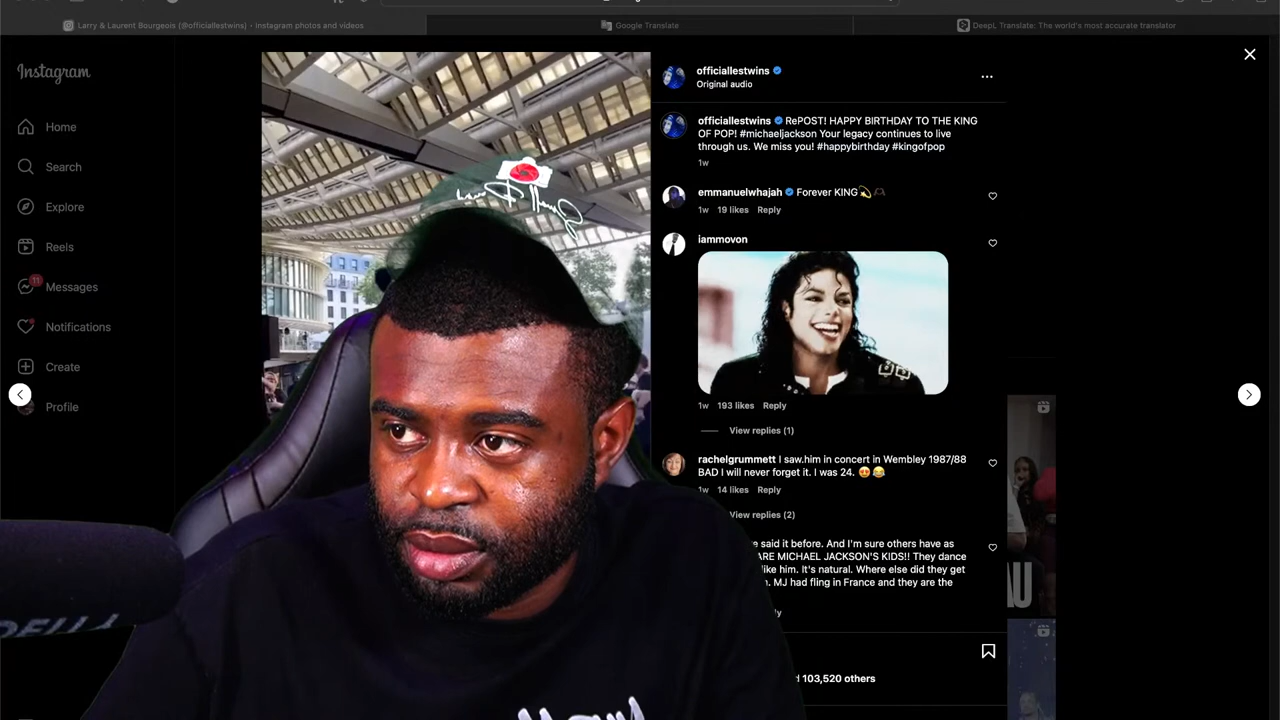 Larry & Laurent Bourgeois (@officiallestwins) • Instagram photos and videos
Google Translate
DeepL Translate: The world's most accurate translator
Instagram
Home
Search
Explore
Reels
11
Messages
Notifications
Create
Profile
officiallestwins
Original audio
officiallestwins RePOST! HAPPY BIRTHDAY TO THE KING
OF POP! #michaeljackson Your legacy continues to live
through us. We miss you! #happybirthday #kingofpop
1w
emmanuelwhajah Forever KING
1w 19 likes Reply
iammovon
1w 193 likes Reply
View replies (1)
rachelgrummett I saw.him in concert in Wembley 1987/88
BAD I will never forget it. I was 24. 😍😂
1w 14 likes Reply
View replies (2)
said it before. And I'm sure others have as
ARE MICHAEL JACKSON'S KIDS!! They dance
like him. It's natural. Where else did they get
MJ had fling in France and they are the
103,520 others